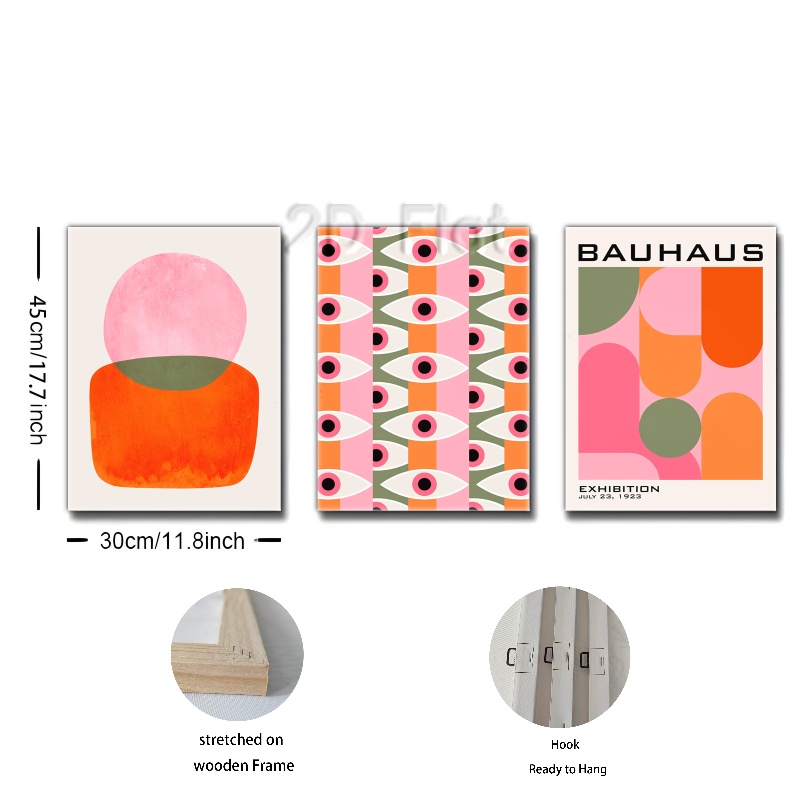 2D Flat
BAUHAUS
45cm/17.7inch
EXHIBITION
JULY 23, 1923
30cm/11.8inch
stretched on
wooden Frame
Hook
Ready to Hang